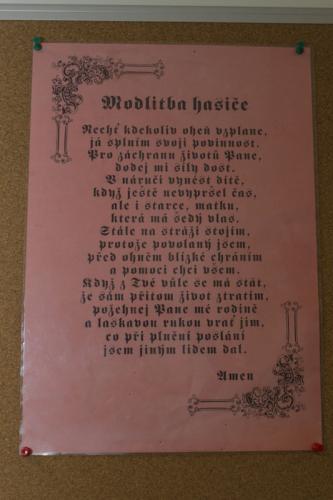 Modlitba hasiče
Nechť kdekoliv oheň vzplane,
já splním svoji povinnost.
Pro záchranu životů Pane,
dodej mi síly dost.
V náručí vynést dítě,
když ještě nevypršel čas,
ale i starce, matku,
která má šedý vlas.
Stále na stráži stojím,
protože povolaný jsem,
před ohněm blízké chráním
a pomoci chci všem.
Když z Tvé vůle se má stát,
že sám přitom život ztratím,
požehnej Pane mé rodině
a laskavou rukou vrať jim,
co při plnění poslání
jsem jiným lidem dal.
Amen